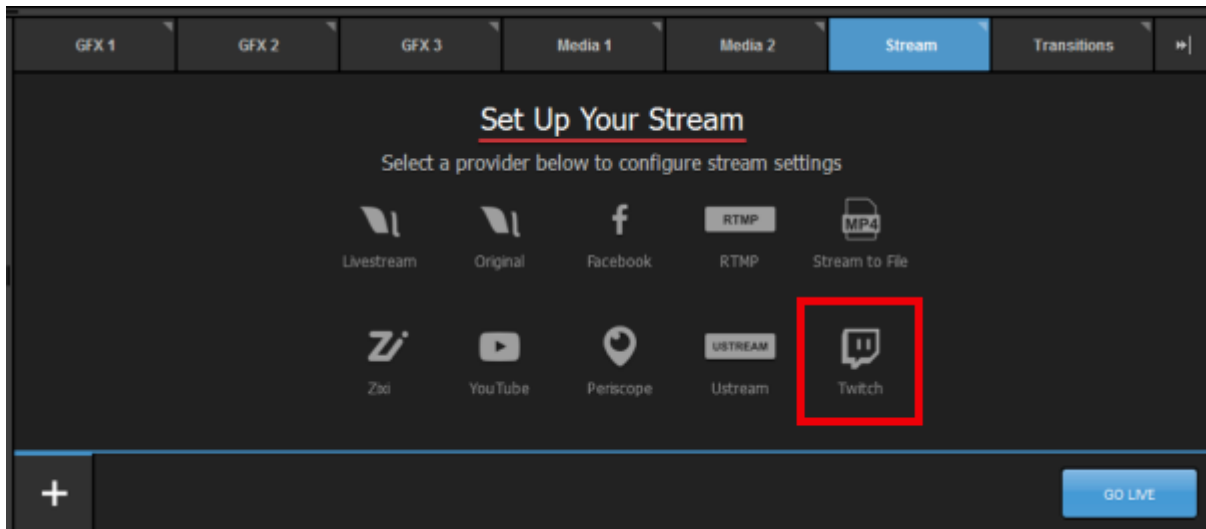 GFX 1 GFX 2 GFX 3 Media 1 Media 2 Stream Transitions
Set Up Your Stream
Select a provider below to configure stream settings
RTMP MP4
Livestream Original Facebook RTMP Stream to File
USTREAM
Zixi YouTube Periscope Ustream Twitch
GO LIVE